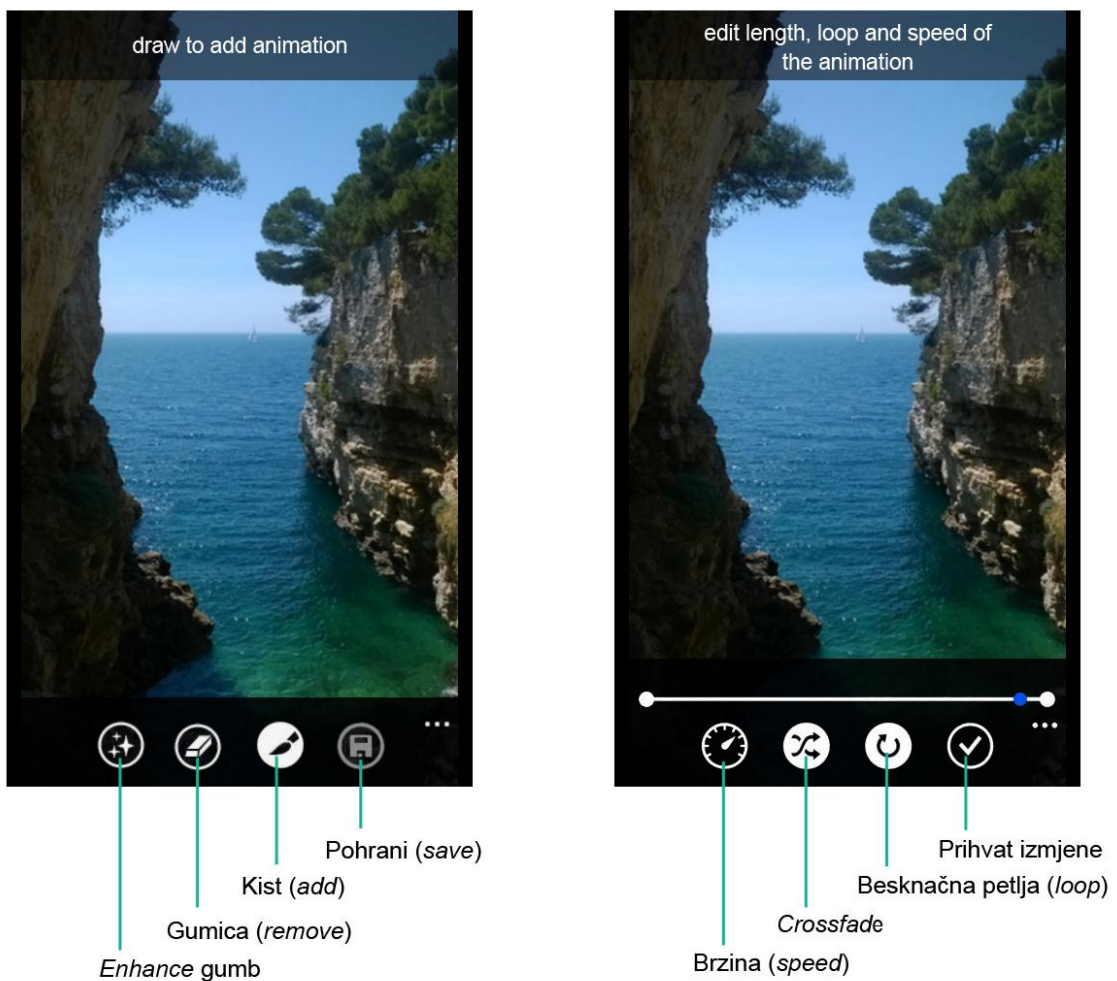 draw to add animation
Pohrani (save)
Kist (add)
Gumica (remove)
Enhance gumb
edit length, loop and speed of
the animation
Prihvat izmjene
Besknačna petlja (loop)
Crossfade
Brzina (speed)